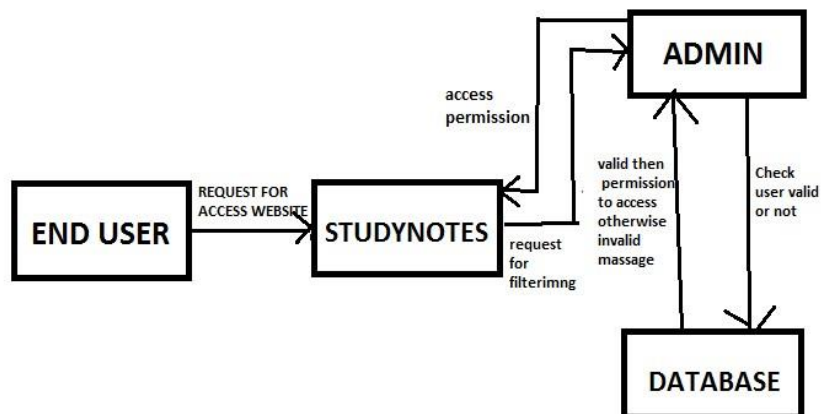 ADMIN
access
permission
valid then
permission
to access
otherwise
invalid
massage
Check
user valid
or not
REQUEST FOR
ACCESS WEBSITE
END USER
STUDYNOTES
request
for
filterimng
DATABASE